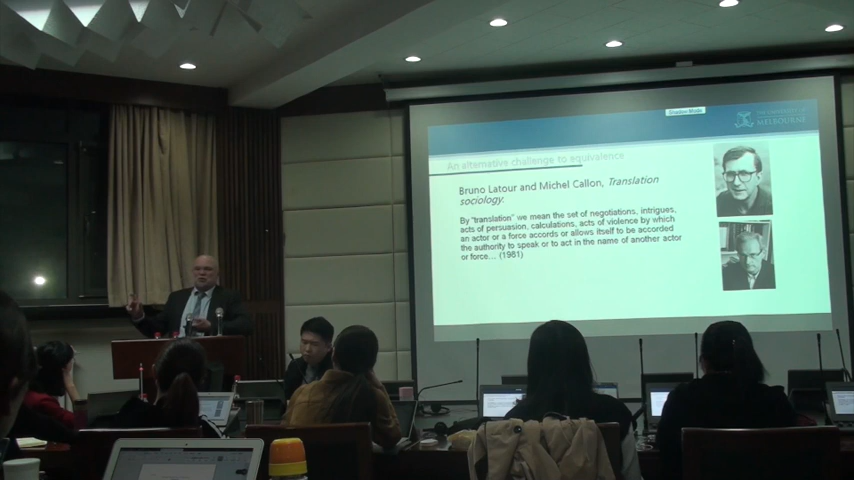 Shadow Mode
THE UNIVERSITY OF
MELBOURNE
An alternative challenge to equivalence
Bruno Latour and Michel Callon, Translation
sociology.
By "translation" we mean the set of negotiations, intrigues,
acts of persuasion, calculations, acts of violence by which
an actor or a force accords or allows itself to be accorded
the authority to speak or to act in the name of another actor
or force... (1981)